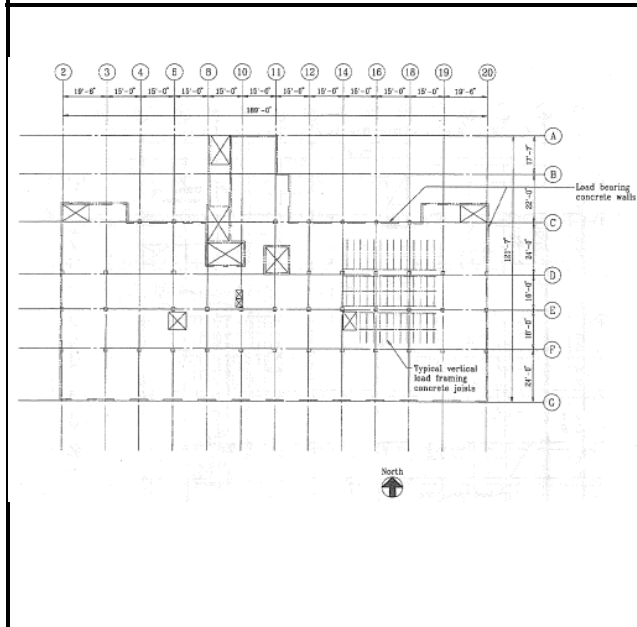 2 3 4 8 10 11 12 14 16 18 19 20
19'-6" 15'-0" 15'-0" 15'-0" 15'-0" 15'-0" 15'-0" 15'-0" 15'-0" 15'-0" 15'-0" 19'-6"
189'-0"
A
17'-7"
B
22'-0"
Load bearing
concrete walls
C
24'-0"
121'-7"
D
16'-0"
E
18'-0"
F
Typical vertical
load framing
concrete joists
24'-0"
G
North